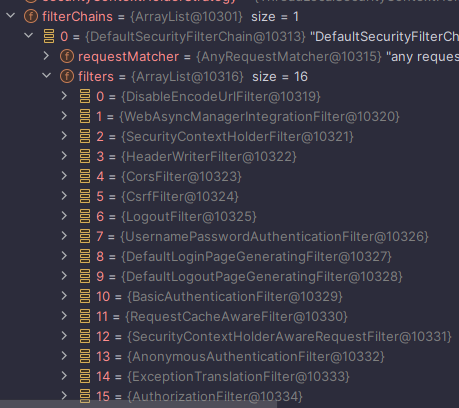 filterChains = {ArrayList@10301} size = 1
0 = {DefaultSecurityFilterChain@10313} "DefaultSecurityFilterCh
requestMatcher = {AnyRequestMatcher@10315} "any reques
filters = {ArrayList@10316} size = 16
0 = {DisableEncodeUrlFilter@10319}
1 = {WebAsyncManagerIntegrationFilter@10320}
2 = {SecurityContextHolderFilter@10321}
3 = {HeaderWriterFilter@10322}
4 = {CorsFilter@10323}
5 = {CsrfFilter@10324}
6 = {LogoutFilter@10325}
7 = {UsernamePasswordAuthenticationFilter@10326}
8 = {DefaultLoginPageGeneratingFilter@10327}
9 = {DefaultLogoutPageGeneratingFilter@10328}
10 = {BasicAuthenticationFilter@10329}
11 = {RequestCacheAwareFilter@10330}
12 = {SecurityContextHolderAwareRequestFilter@10331}
13 = {AnonymousAuthenticationFilter@10332}
14 = {ExceptionTranslationFilter@10333}
15 = {AuthorizationFilter@10334}